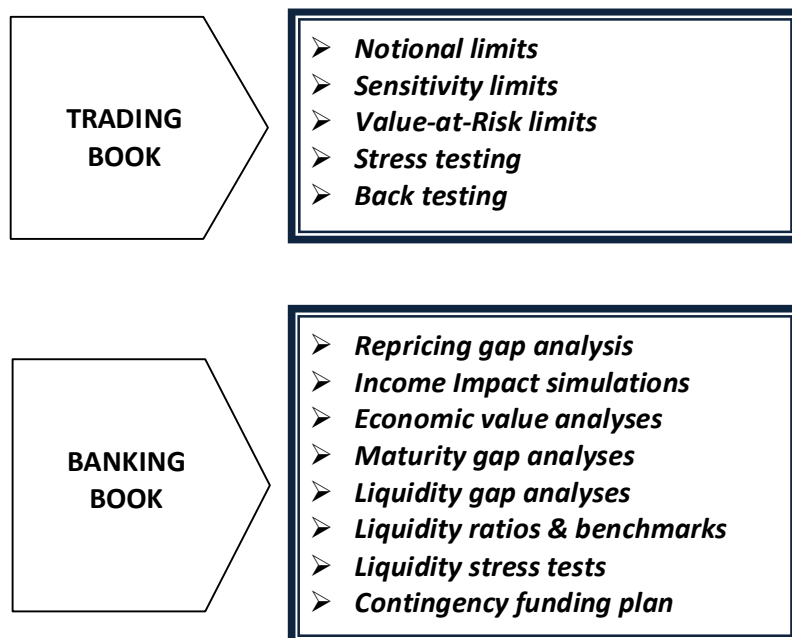 TRADING
BOOK
➢ Notional limits
➢ Sensitivity limits
➢ Value-at-Risk limits
➢ Stress testing
➢ Back testing
BANKING
BOOK
➢ Repricing gap analysis
➢ Income Impact simulations
➢ Economic value analyses
➢ Maturity gap analyses
➢ Liquidity gap analyses
➢ Liquidity ratios & benchmarks
➢ Liquidity stress tests
➢ Contingency funding plan